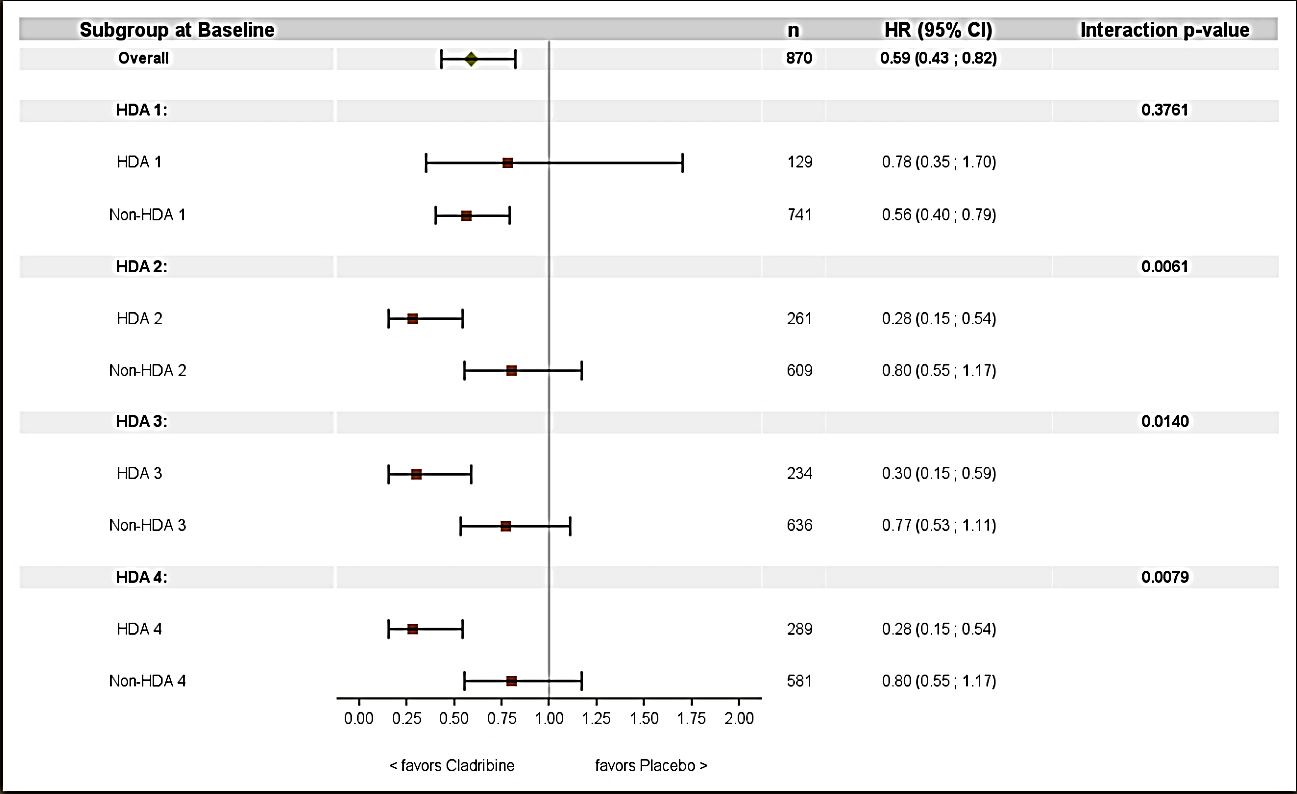 Subgroup at Baseline n HR (95% CI) Interaction p-value
Overall 870 0.59 (0.43 ; 0.82)
HDA 1: 0.3761
HDA 1 129 0.78 (0.35 ; 1.70)
Non-HDA 1 741 0.56 (0.40 ; 0.79)
HDA 2: 0.0061
HDA 2 261 0.28 (0.15 ; 0.54)
Non-HDA 2 609 0.80 (0.55 ; 1.17)
HDA 3: 0.0140
HDA 3 234 0.30 (0.15 ; 0.59)
Non-HDA 3 636 0.77 (0.53 ; 1.11)
HDA 4: 0.0079
HDA 4 289 0.28 (0.15 ; 0.54)
Non-HDA 4 581 0.80 (0.55 ; 1.17)
0.00 0.25 0.50 0.75 1.00 1.25 1.50 1.75 2.00
< favors Cladribine favors Placebo >